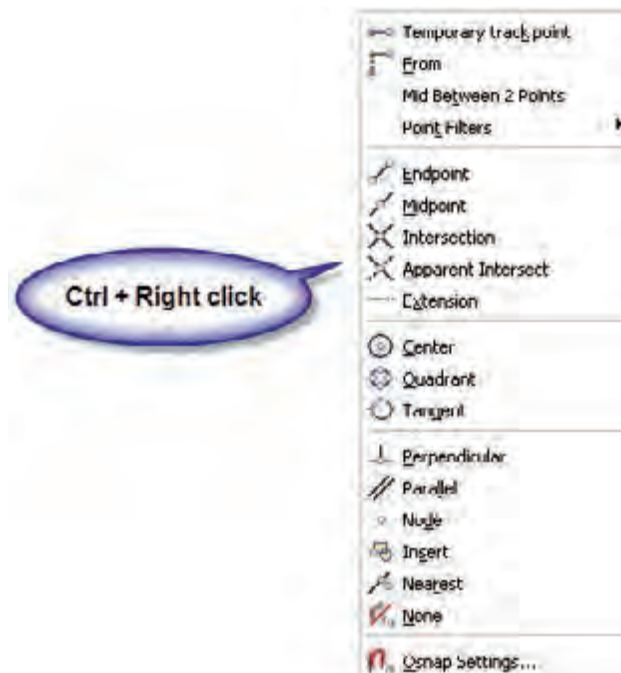 Temporary track point
From
Mid Between 2 Points
Point Filters
Endpoint
Midpoint
Intersection
Apparent Intersect
Extension
Ctrl + Right click
Center
Quadrant
Tangent
Perpendicular
Parallel
Node
Insert
Nearest
None
Osnap Settings...